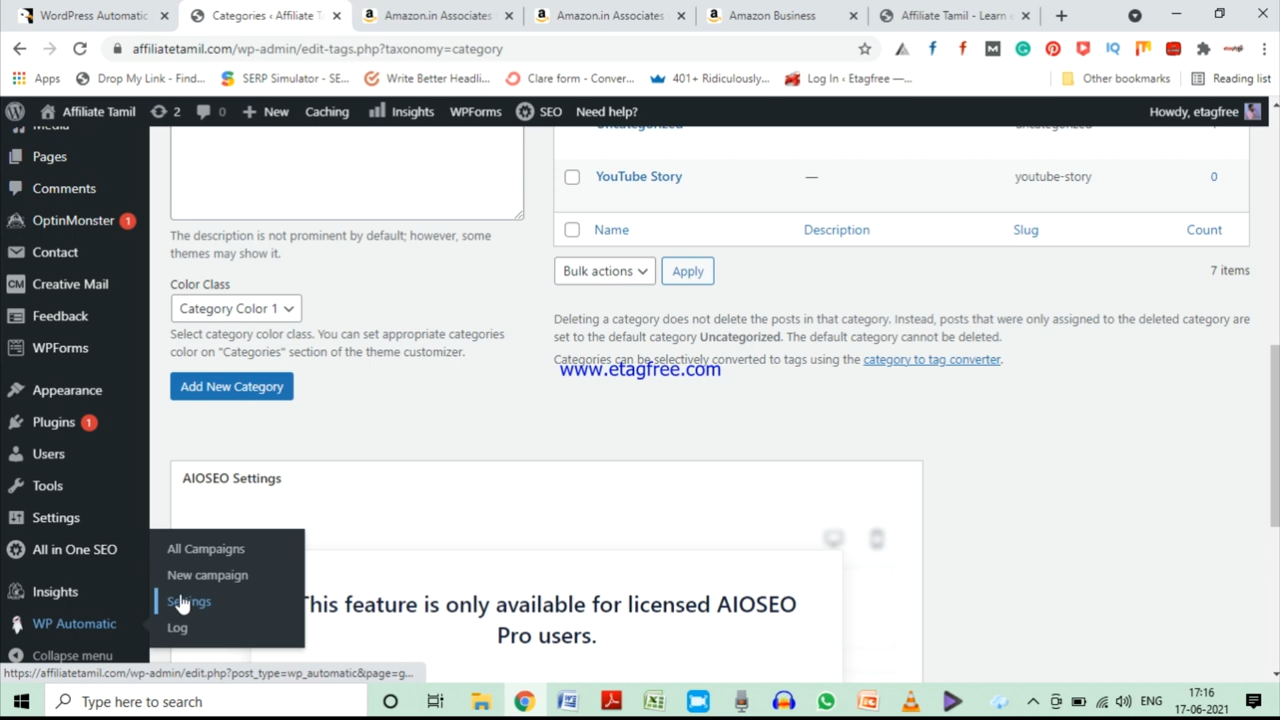 WordPress Automatic
Categories ‹ Affiliate T
Amazon.in Associates
Amazon.in Associates
Amazon Business
Affiliate Tamil - Learn
affiliatetamil.com/wp-admin/edit-tags.php?taxonomy=category
Apps
Drop My Link - Find...
SERP Simulator - SE...
Write Better Headli...
Clare form - Conver...
401+ Ridiculously...
Log In ‹ Etagfree —...
Other bookmarks
Reading list
Affiliate Tamil
2
0
New
Caching
Insights
WPForms
SEO
Need help?
Howdy, etagfree
Media
Pages
Comments
OptinMonster 1
Contact
Creative Mail
Feedback
WPForms
Appearance
Plugins 1
Users
Tools
Settings
All in One SEO
Insights
WP Automatic
Collapse menu
All Campaigns
New campaign
Settings
Log
The description is not prominent by default; however, some
themes may show it.
Color Class
Category Color 1
Select category color class. You can set appropriate categories
color on "Categories" section of the theme customizer.
Add New Category
Uncategorized
uncategorized
YouTube Story
—
youtube-story
0
Name
Description
Slug
Count
Bulk actions
Apply
7 items
Deleting a category does not delete the posts in that category. Instead, posts that were only assigned to the deleted category are
set to the default category Uncategorized. The default category cannot be deleted.
Categories can be selectively converted to tags using the category to tag converter.
www.etagfree.com
AIOSEO Settings
This feature is only available for licensed AIOSEO
Pro users.
https://affiliatetamil.com/wp-admin/edit.php?post_type=wp_automatic&page=g...
Type here to search
ENG
17:16
17-06-2021